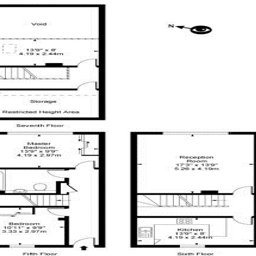 Void
13'9" x 8'
4.19 x 2.44m
Storage
Restricted Height Area
Seventh Floor
N
Master
Bedroom
13'9" x 9'9"
4.19 x 2.97m
Bedroom
10'11" x 9'9"
3.33 x 2.97m
Fifth Floor
Reception
Room
17'3" x 13'9"
5.26 x 4.19m
Kitchen
13'9" x 8'
4.19 x 2.44m
Sixth Floor